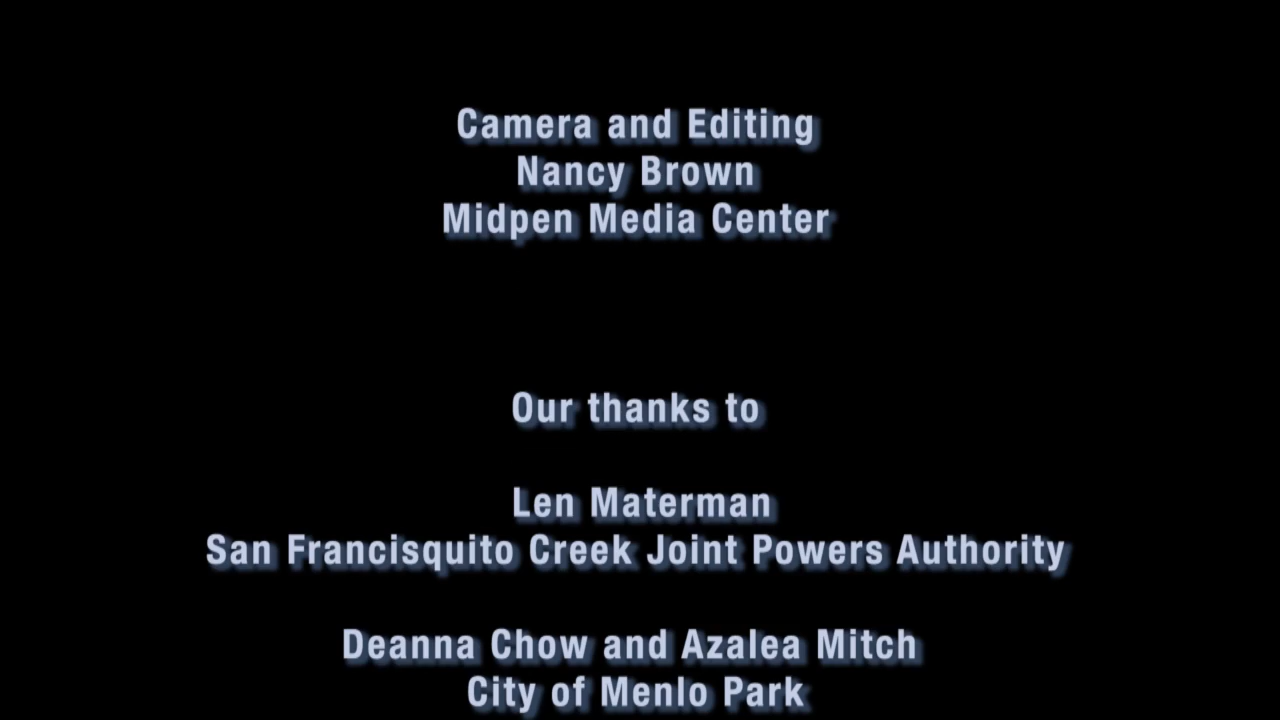 Camera and Editing
Nancy Brown
Midpen Media Center
Our thanks to
Len Materman
San Francisquito Creek Joint Powers Authority
Deanna Chow and Azalea Mitch
City of Menlo Park